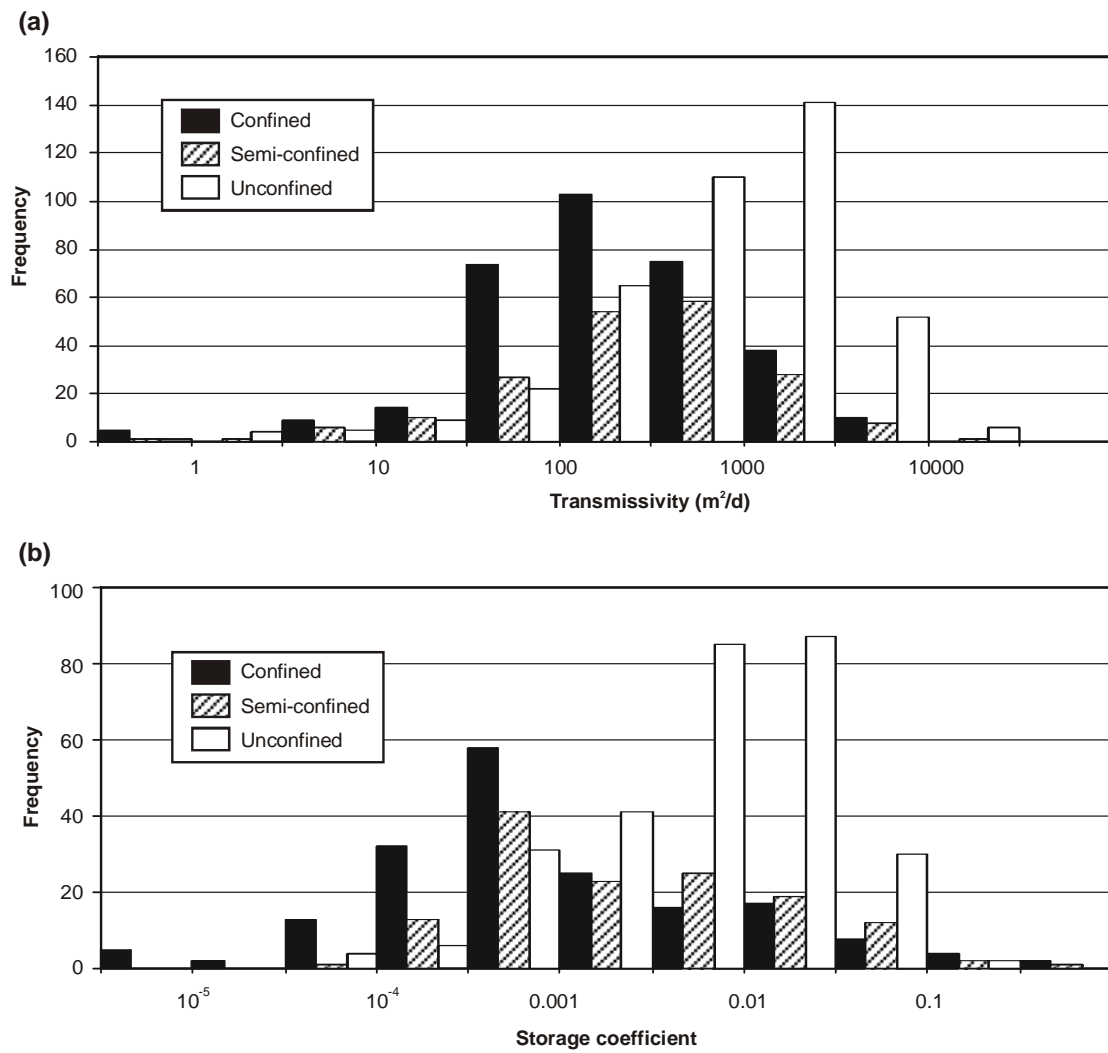 (a)
160
140
120
100
80
60
40
20
0
Frequency
Confined
Semi-confined
Unconfined
1 10 100 1000 10000
Transmissivity (m²/d)
(b)
100
80
60
40
20
0
Frequency
Confined
Semi-confined
Unconfined
10⁻⁵ 10⁻⁴ 0.001 0.01 0.1
Storage coefficient